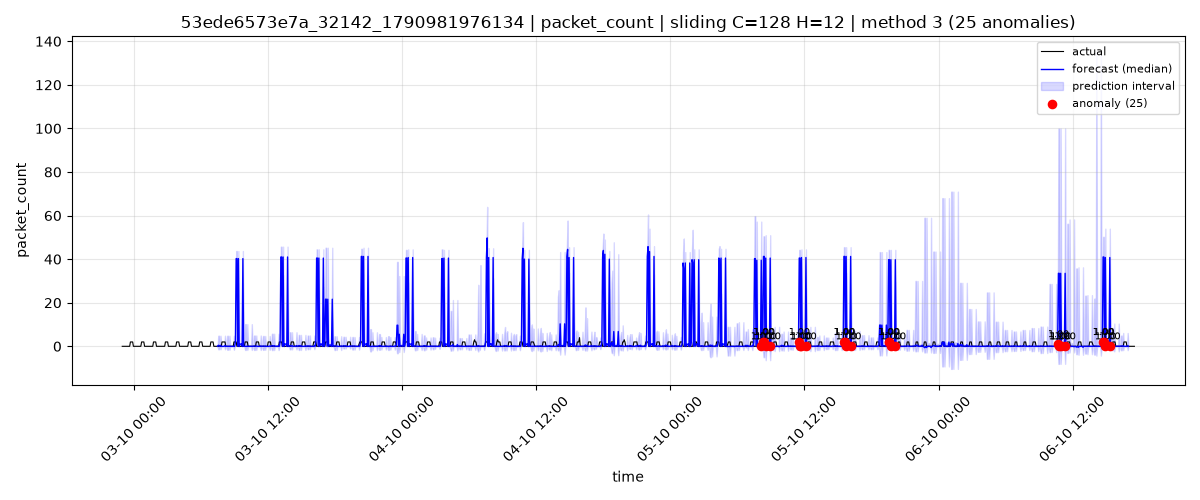 53ede6573e7a_32142_1790981976134 | packet_count | sliding C=128 H=12 | method 3 (25 anomalies)
packet_count
140
120
100
80
60
40
20
0
actual
forecast (median)
prediction interval
anomaly (25)
03-10 00:00
03-10 12:00
04-10 00:00
04-10 12:00
05-10 00:00
05-10 12:00
06-10 00:00
06-10 12:00
time